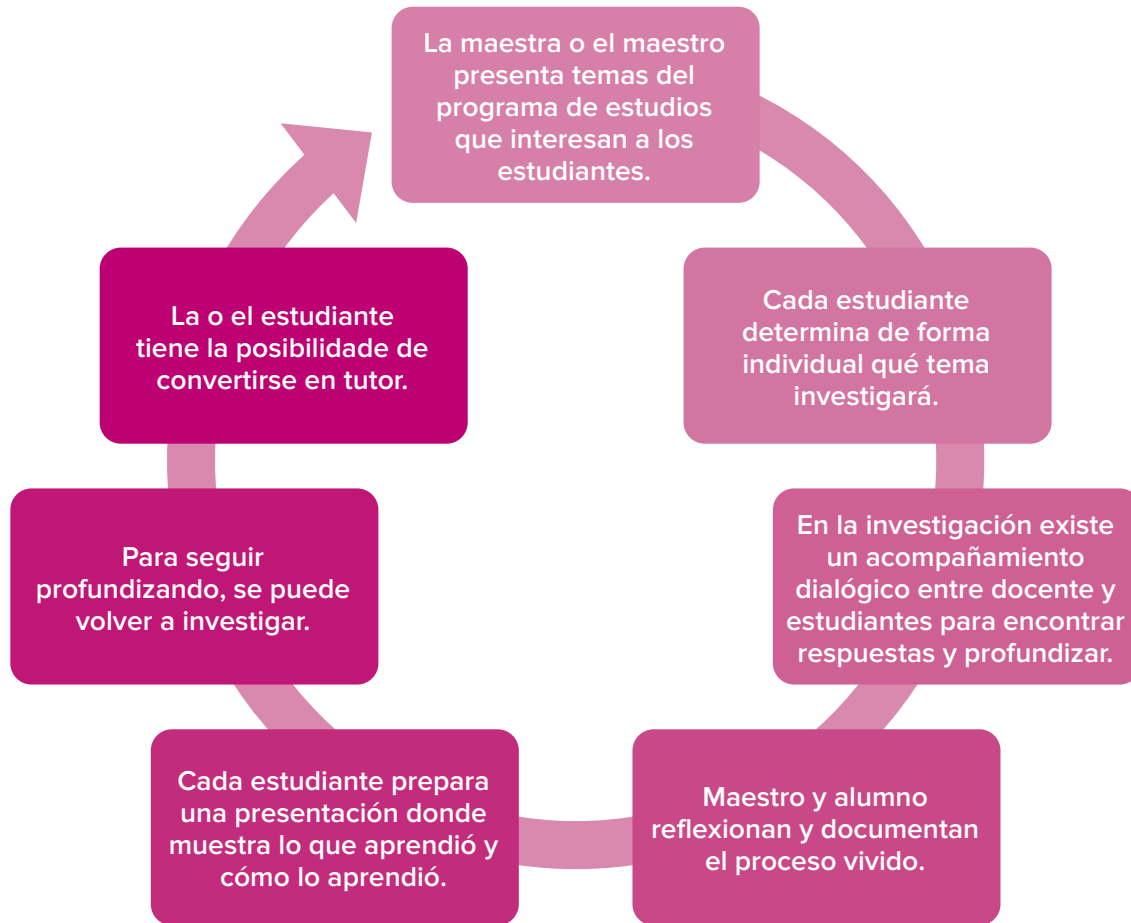 La maestra o el maestro
presenta temas del
programa de estudios
que interesan a los
estudiantes.
Cada estudiante
determina de forma
individual qué tema
investigará.
En la investigación existe
un acompañamiento
dialógico entre docente y
estudiantes para encontrar
respuestas y profundizar.
Maestro y alumno
reflexionan y documentan
el proceso vivido.
Cada estudiante prepara
una presentación donde
muestra lo que aprendió y
cómo lo aprendió.
Para seguir
profundizando, se puede
volver a investigar.
La o el estudiante
tiene la posibilidade de
convertirse en tutor.